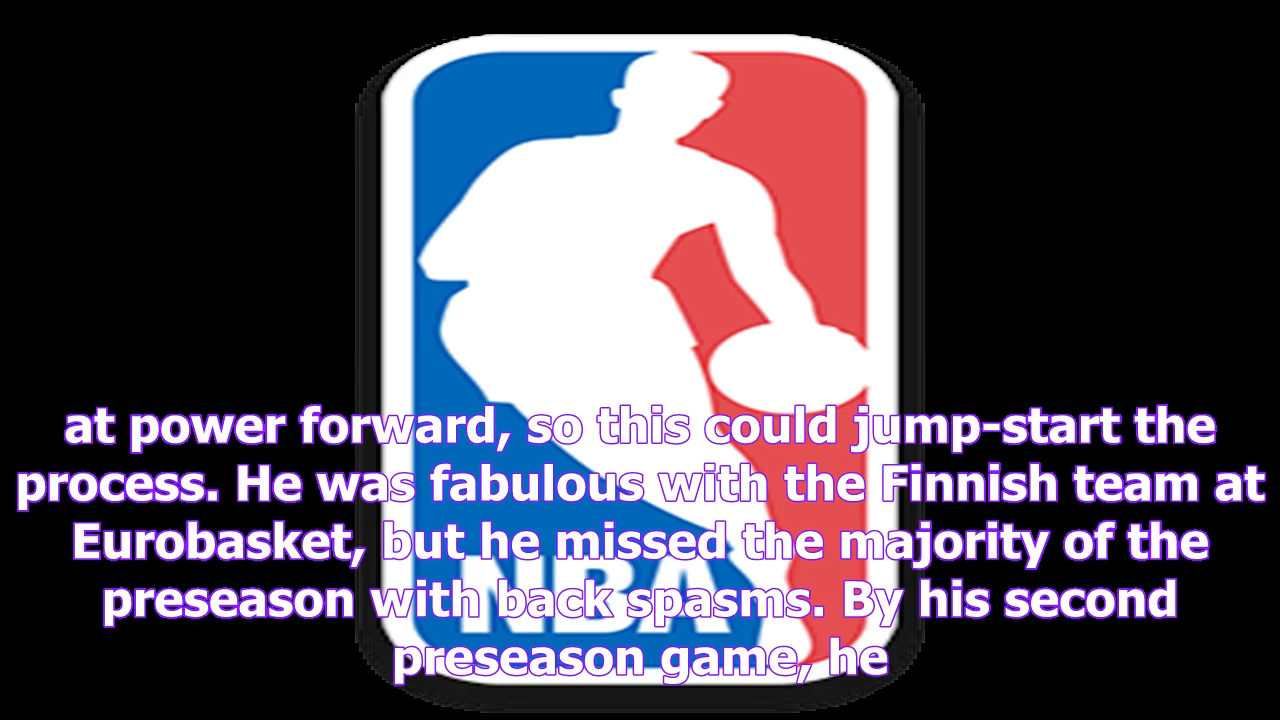 at power forward, so this could jump-start the
process. He was fabulous with the Finnish team at
Eurobasket, but he missed the majority of the
preseason with back spasms. By his second
preseason game, he
NBA